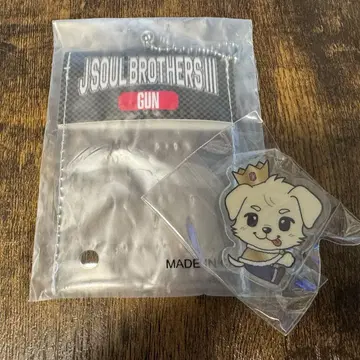 J SOUL BROTHERS III
GUN
MADE IN